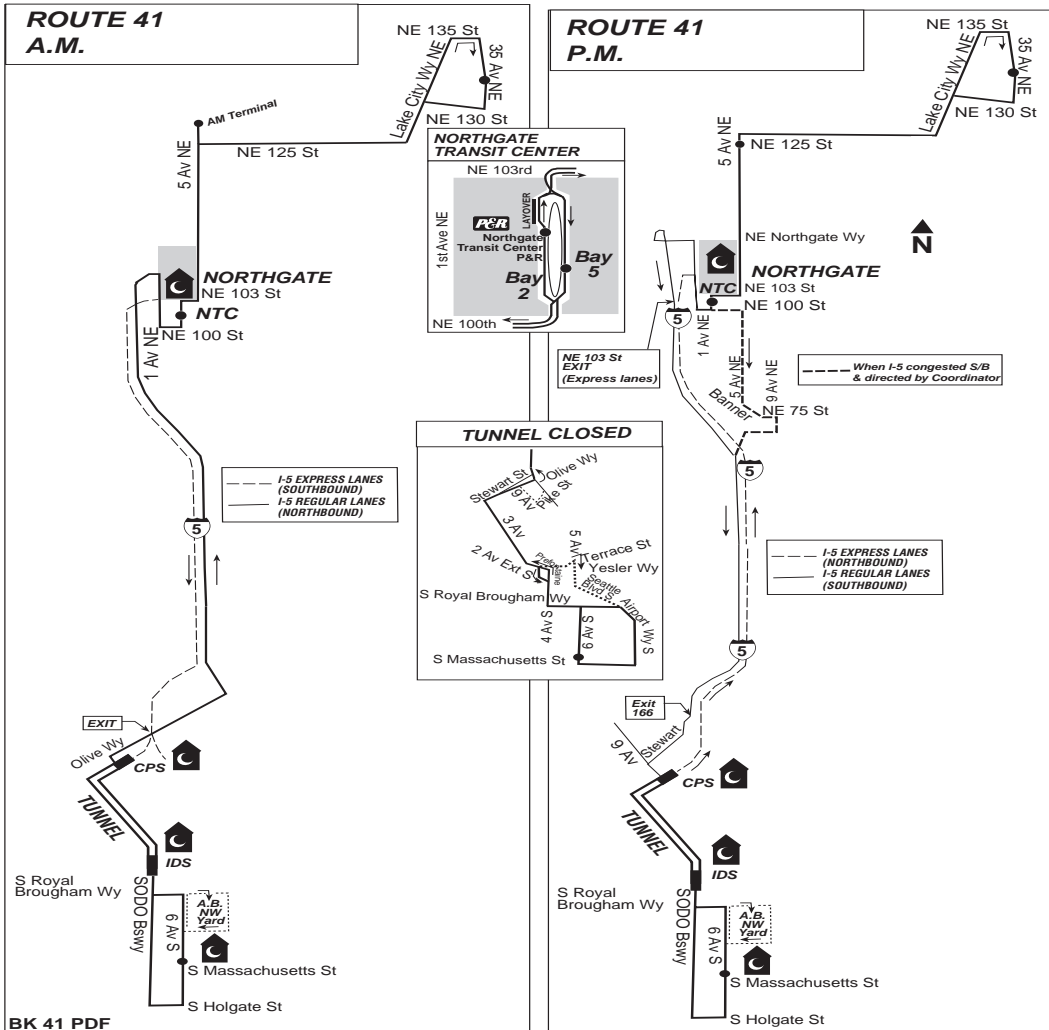 ROUTE 41
A.M.
NE 135 St
35 Av NE
Lake City Wy NE
NE 130 St
AM Terminal
5 Av NE
NE 125 St
NORTHGATE
NE 103 St
NTC
NE 100 St
1 Av NE
I-5 EXPRESS LANES
(SOUTHBOUND)
I-5 REGULAR LANES
(NORTHBOUND)
5
EXIT
Olive Wy
CPS
TUNNEL
IDS
S Royal
Brougham Wy
SODO Bswy
6 Av S
A.B.
NW
Yard
S Massachusetts St
S Holgate St
BK 41 PDF
NORTHGATE
TRANSIT CENTER
NE 103rd
1st Ave NE
LAYOVER
P&R
Northgate
Transit Center
P&R
Bay
2
Bay
5
NE 100th
TUNNEL CLOSED
Stewart St
Olive Wy
9 Av
Pike St
3 Av
5 Av
2 Av Ext S
Prefontaine
Terrace St
Yesler Wy
Seattle
Blvd S
S Royal Brougham Wy
Airport Wy S
4 Av S
6 Av S
S Massachusetts St
ROUTE 41
P.M.
NE 135 St
35 Av NE
Lake City Wy NE
NE 130 St
5 Av NE
NE 125 St
NE Northgate Wy
N
NORTHGATE
NTC
NE 103 St
NE 100 St
5
1 Av NE
NE 103 St
EXIT
(Express lanes)
When I-5 congested S/B
& directed by Coordinator
5 Av NE
9 Av NE
Banner
NE 75 St
5
I-5 EXPRESS LANES
(NORTHBOUND)
I-5 REGULAR LANES
(SOUTHBOUND)
5
Exit
166
9 Av
Stewart
CPS
TUNNEL
IDS
S Royal
Brougham Wy
SODO Bswy
6 Av S
A.B.
NW
Yard
S Massachusetts St
S Holgate St